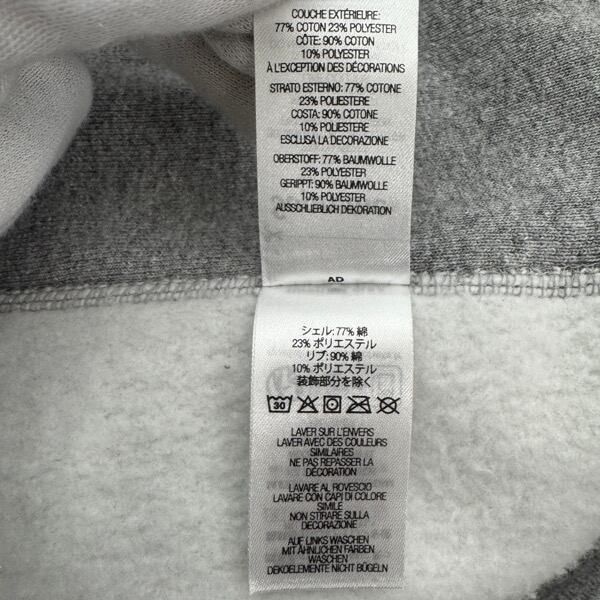 COUCHE EXTÉRIEURE:
77% COTON 23% POLYESTER
CÔTE: 90% COTON
10% POLYESTER
À L'EXCEPTION DES DÉCORATIONS
STRATO ESTERNO: 77% COTONE
23% POLIESTERE
COSTA: 90% COTONE
10% POLIESTERE
ESCLUSA LA DECORAZIONE
OBERSTOFF: 77% BAUMWOLLE
23% POLYESTER
GERIPPT: 90% BAUMWOLLE
10% POLYESTER
AUSSCHLIEßLICH DEKORATION
AD
シェル: 77% 綿
23% ポリエステル
リブ: 90% 綿
10% ポリエステル
装飾部分を除く
30
LAVER SUR L'ENVERS
LAVER AVEC DES COULEURS
SIMILAIRES
NE PAS REPASSER LA
DÉCORATION
LAVARE AL ROVESCIO
LAVARE CON CAPI DI COLORE
SIMILE
NON STIRARE SULLA
DECORAZIONE
AUF LINKS WASCHEN
MIT ÄHNLICHEN FARBEN
WASCHEN
DEKOELEMENTE NICHT BÜGELN